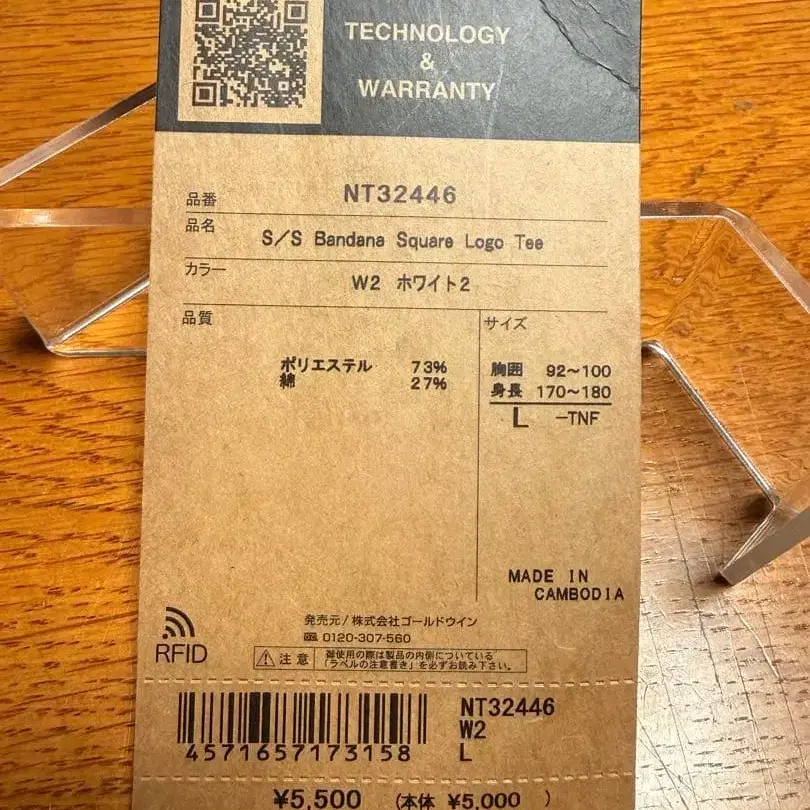 TECHNOLOGY
&
WARRANTY
品番 NT32446
品名 S/S Bandana Square Logo Tee
カラー W2 ホワイト2
品質
ポリエステル 73%
綿 27%
サイズ
胸囲 92~100
身長 170~180
L -TNF
MADE IN
CAMBODIA
RFID
発売元/株式会社ゴールドウイン
0120-307-560
注意 御使用の際は製品の内側についている
「ラベルの注意書き」を必ずお読み下さい。
4571657173158
NT32446
W2
L
¥5,500 (本体 ¥5,000 )